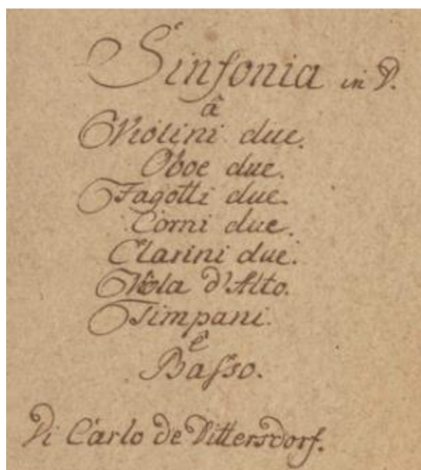 Sinfonia in D.
â
Violini due.
Oboe due.
Fagotti due.
Corni due.
Clarini due.
Viola d'Alto.
Timpani.
è
Basso.
Di Carlo de Dittersdorf.